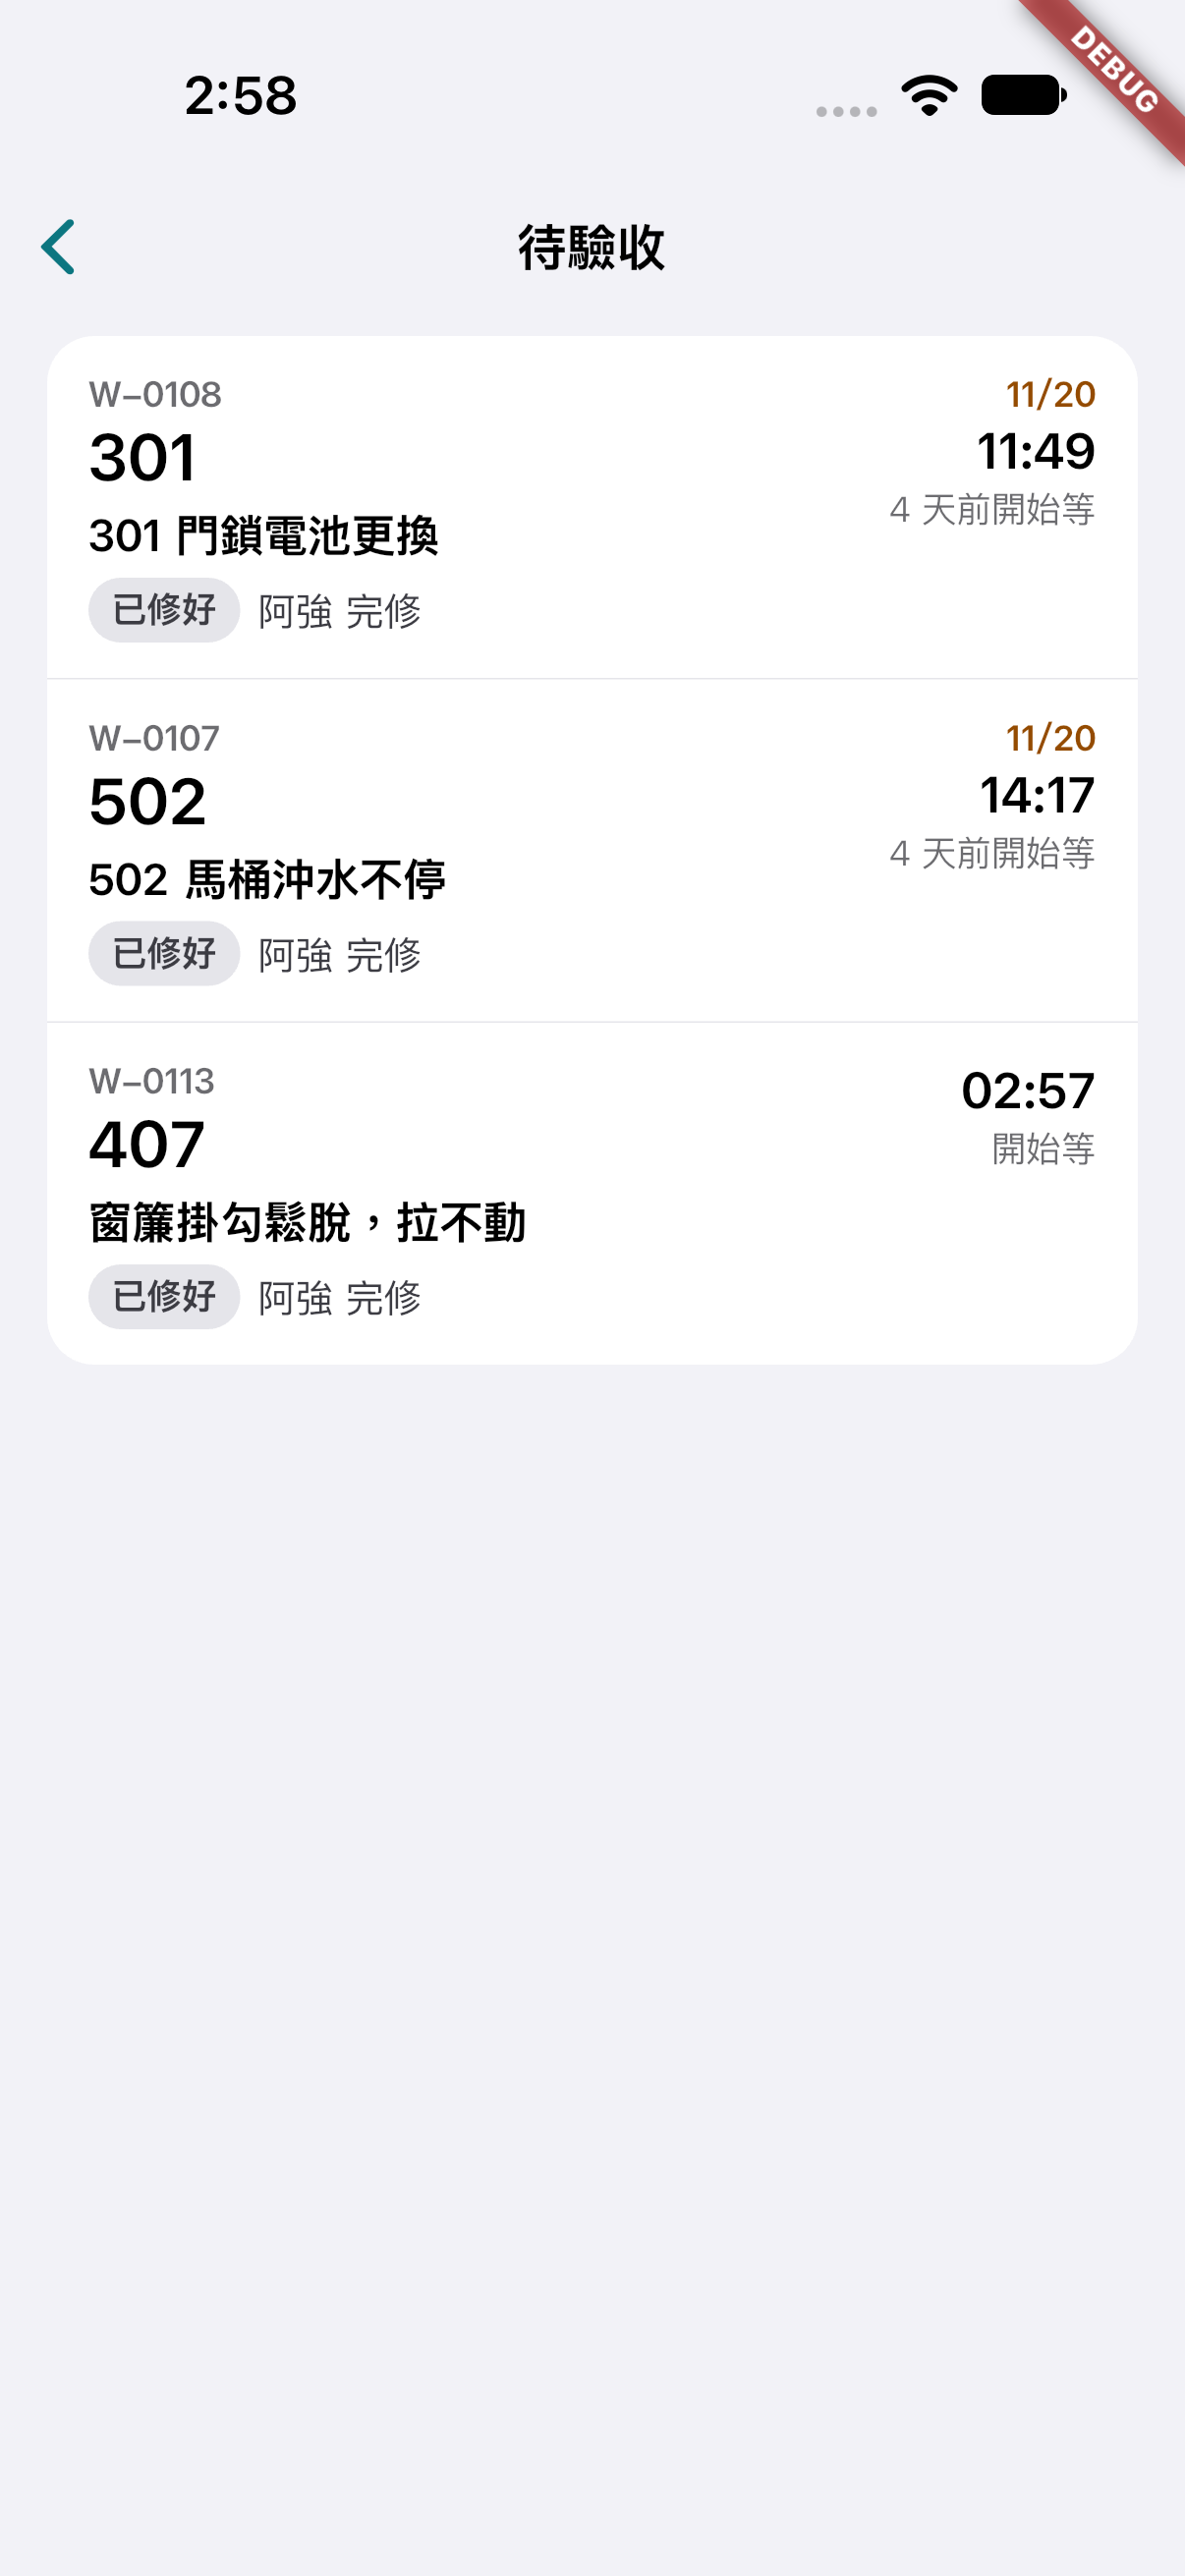 2:58
DEBUG
待驗收
W–0108
11/20
301
11:49
4 天前開始等
301 門鎖電池更換
已修好 阿強 完修
W–0107
11/20
502
14:17
4 天前開始等
502 馬桶沖水不停
已修好 阿強 完修
W–0113
02:57
407
開始等
窗簾掛勾鬆脫，拉不動
已修好 阿強 完修